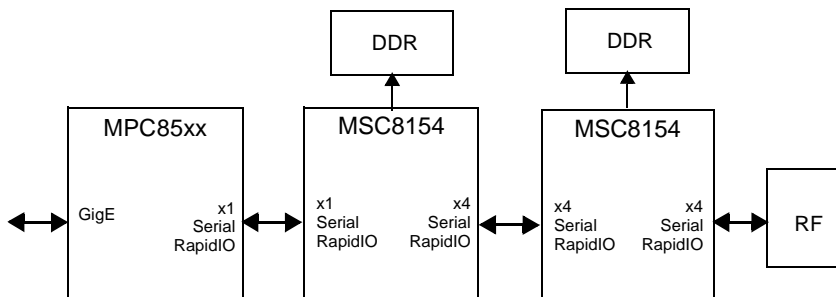 DDR
DDR
MPC85xx
MSC8154
MSC8154
GigE
x1
Serial
RapidIO
x1
Serial
RapidIO
x4
Serial
RapidIO
x4
Serial
RapidIO
x4
Serial
RapidIO
RF